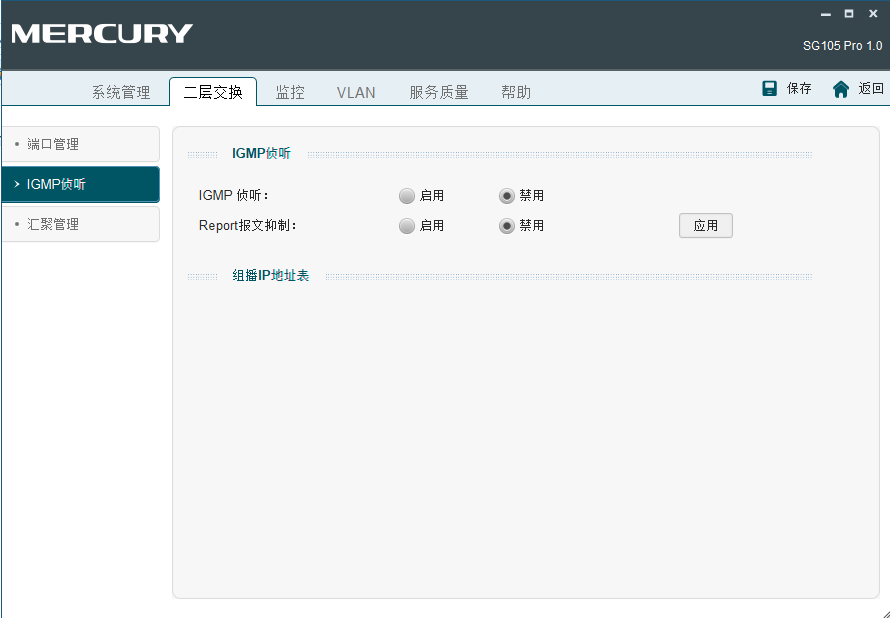 MERCURY
SG105 Pro 1.0
系统管理 二层交换 监控 VLAN 服务质量 帮助 保存 返回
端口管理
IGMP侦听
汇聚管理
IGMP侦听
IGMP 侦听: 启用 禁用
Report报文抑制: 启用 禁用 应用
组播IP地址表